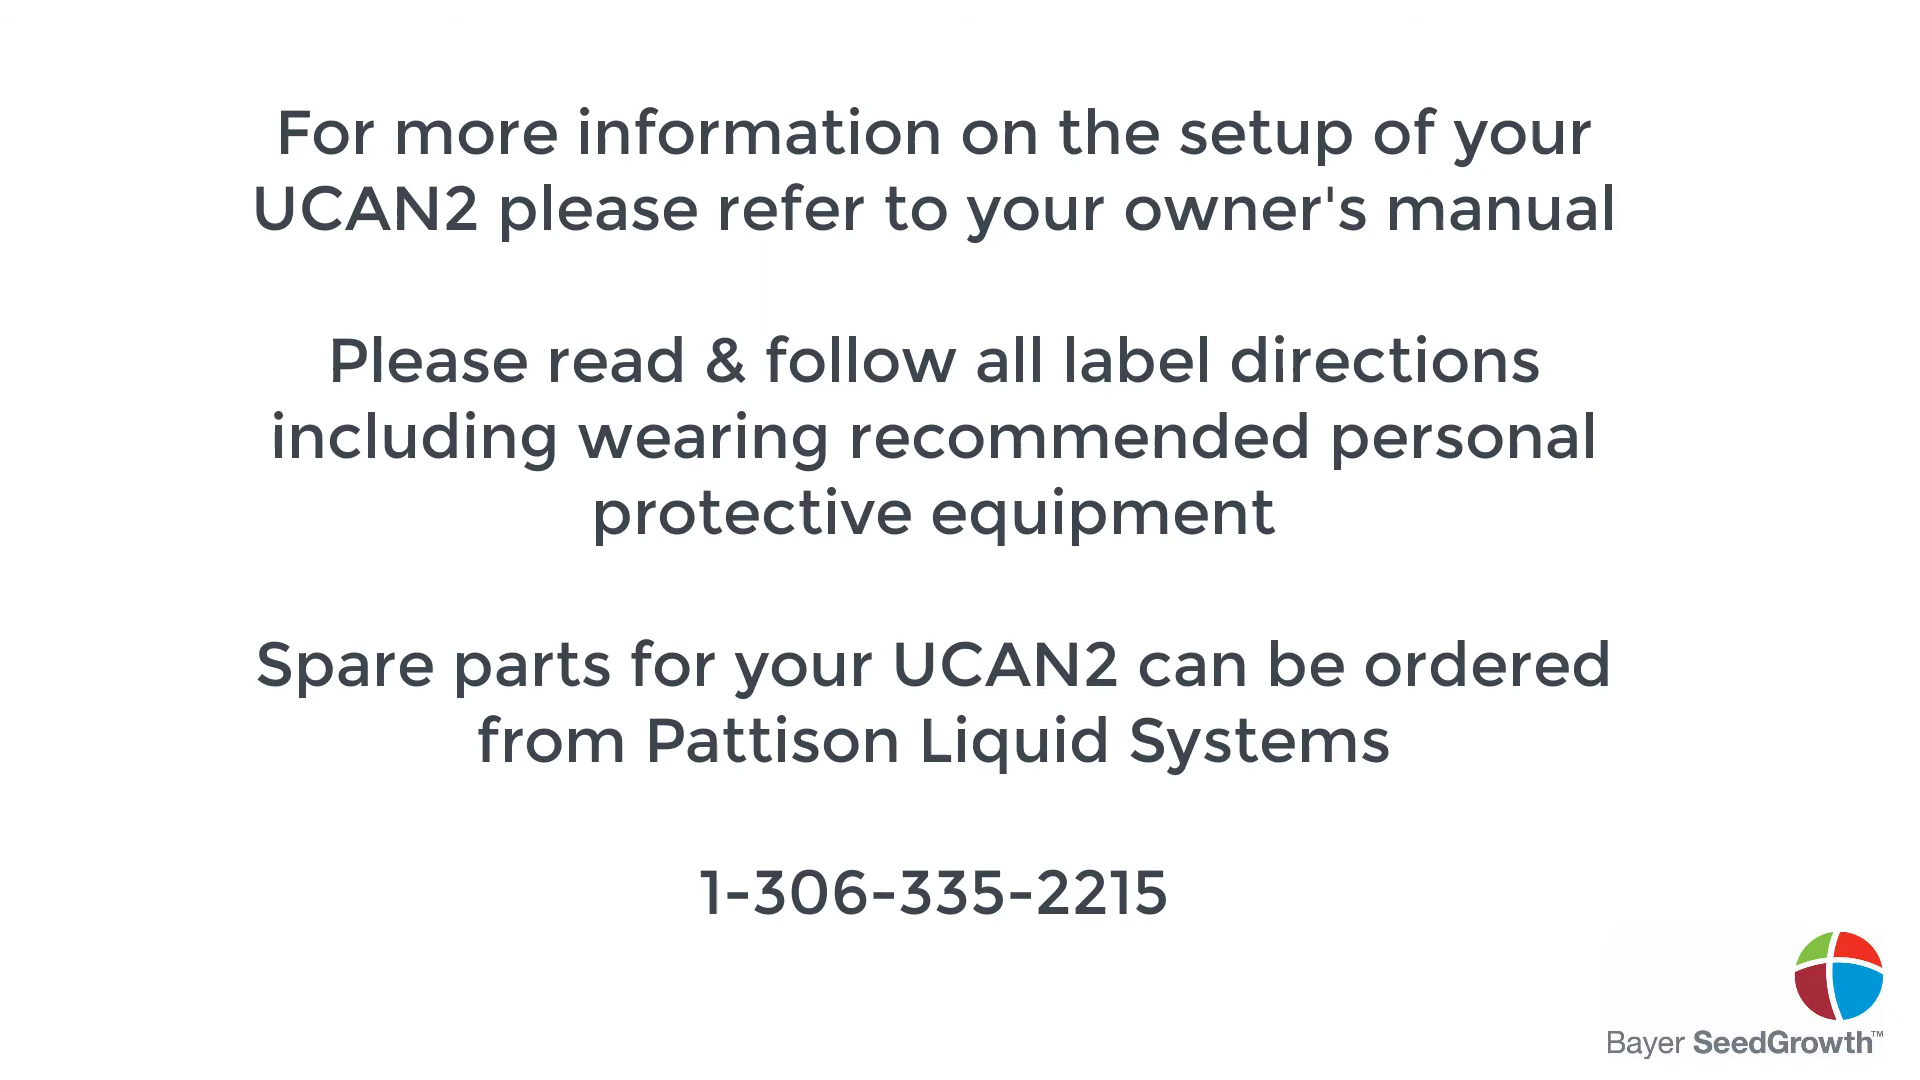 For more information on the setup of your
UCAN2 please refer to your owner's manual
Please read & follow all label directions
including wearing recommended personal
protective equipment
Spare parts for your UCAN2 can be ordered
from Pattison Liquid Systems
1-306-335-2215
Bayer SeedGrowth™